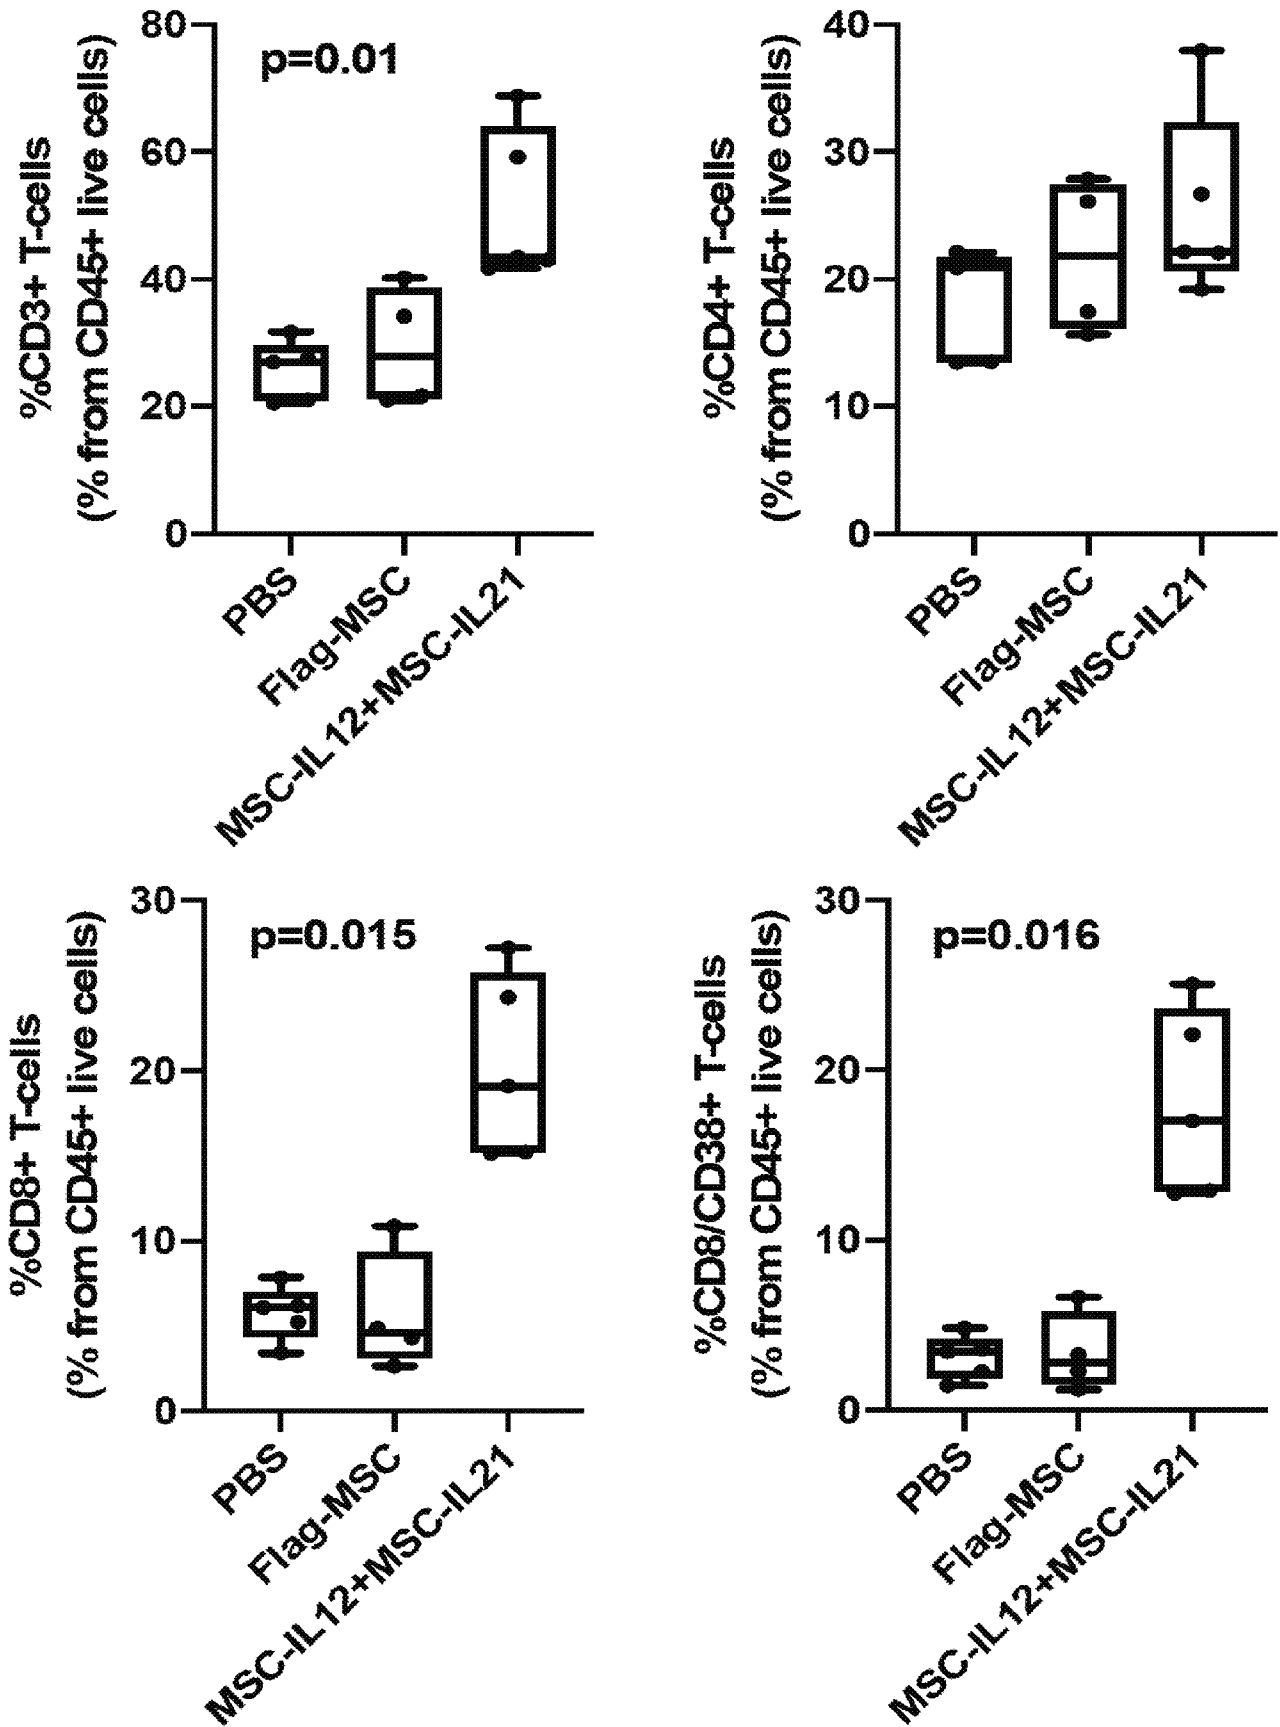 %CD3+ T-cells
(% from CD45+ live cells)
80
60
40
20
0
p=0.01
PBS
Flag-MSC
MSC-IL12+MSC-IL21
%CD4+ T-cells
(% from CD45+ live cells)
40
30
20
10
0
PBS
Flag-MSC
MSC-IL12+MSC-IL21
%CD8+ T-cells
(% from CD45+ live cells)
30
20
10
0
p=0.015
PBS
Flag-MSC
MSC-IL12+MSC-IL21
%CD8/CD38+ T-cells
(% from CD45+ live cells)
30
20
10
0
p=0.016
PBS
Flag-MSC
MSC-IL12+MSC-IL21